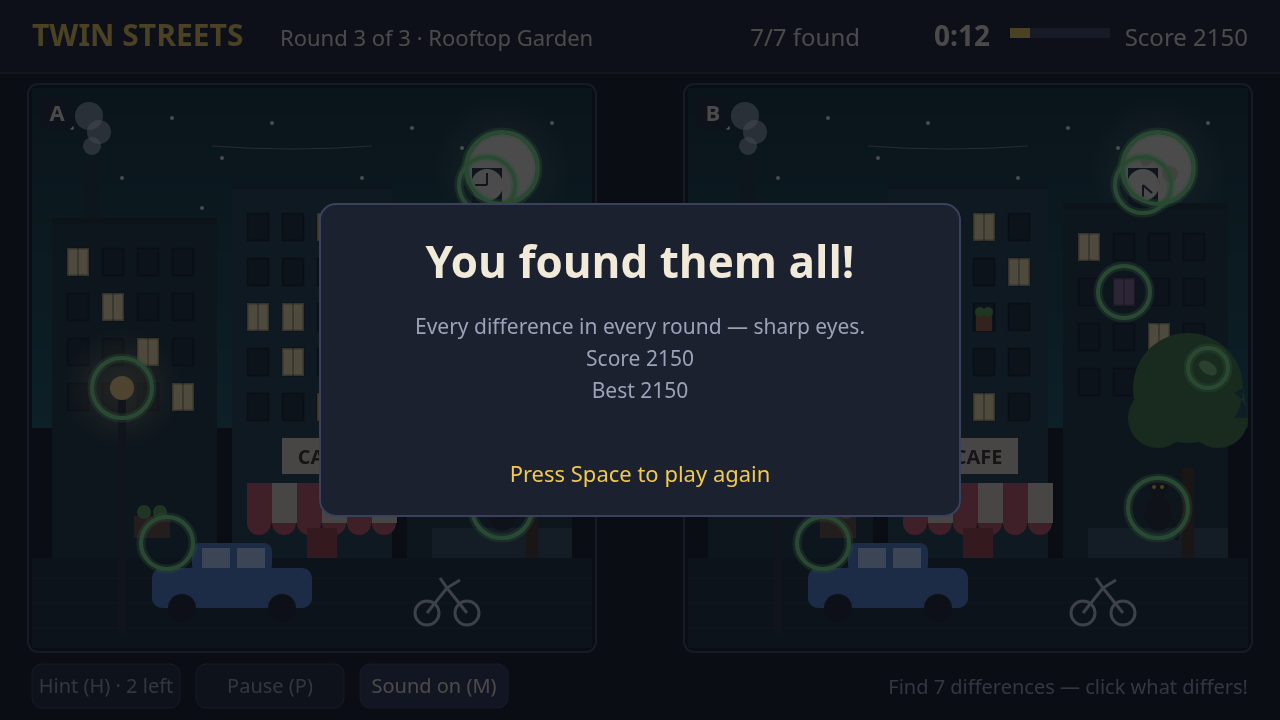 TWIN STREETS
Round 3 of 3 · Rooftop Garden
7/7 found
0:12
Score 2150
A
B
You found them all!
Every difference in every round — sharp eyes.
Score 2150
Best 2150
Press Space to play again
CA
CAFE
Hint (H) · 2 left
Pause (P)
Sound on (M)
Find 7 differences — click what differs!